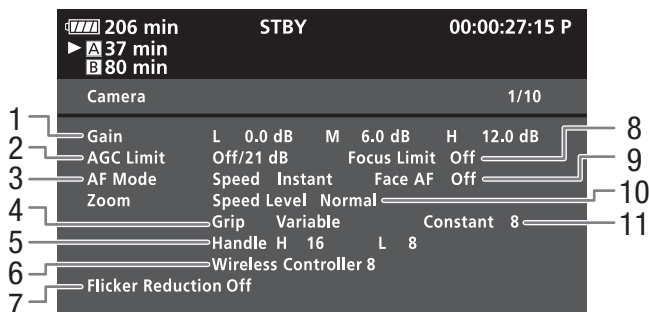 206 min STBY 00:00:27:15 P
A 37 min
B 80 min
Camera 1/10
1 Gain L 0.0 dB M 6.0 dB H 12.0 dB 8
2 AGC Limit Off/21 dB Focus Limit Off 9
3 AF Mode Speed Instant Face AF Off
Zoom Speed Level Normal 10
4 Grip Variable Constant 8 11
5 Handle H 16 L 8
6 Wireless Controller 8
7 Flicker Reduction Off